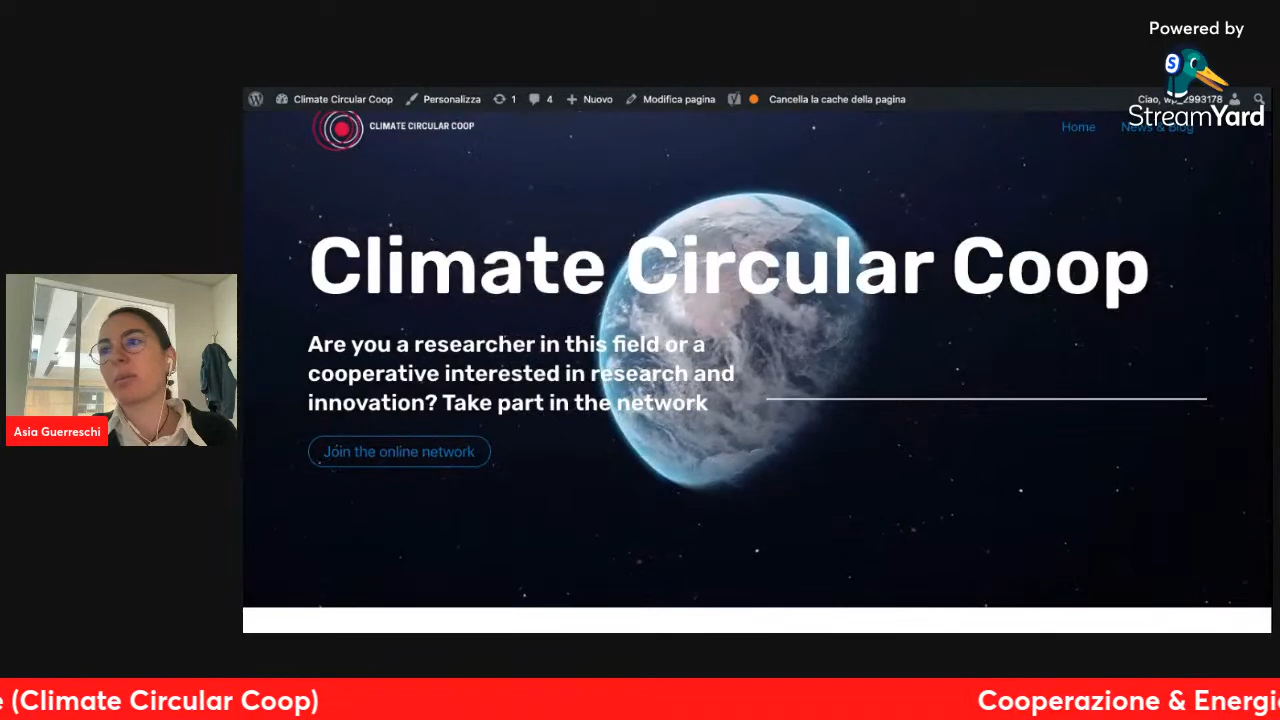 Powered by
StreamYard
Climate Circular Coop Personalizza 1 4 Nuovo Modifica pagina Cancella la cache della pagina Ciao, wp_2993178
CLIMATE CIRCULAR COOP
Home News & Blog
Climate Circular Coop
Are you a researcher in this field or a
cooperative interested in research and
innovation? Take part in the network
Join the online network
Asia Guerreschi
(Climate Circular Coop)
Cooperazione & Energi